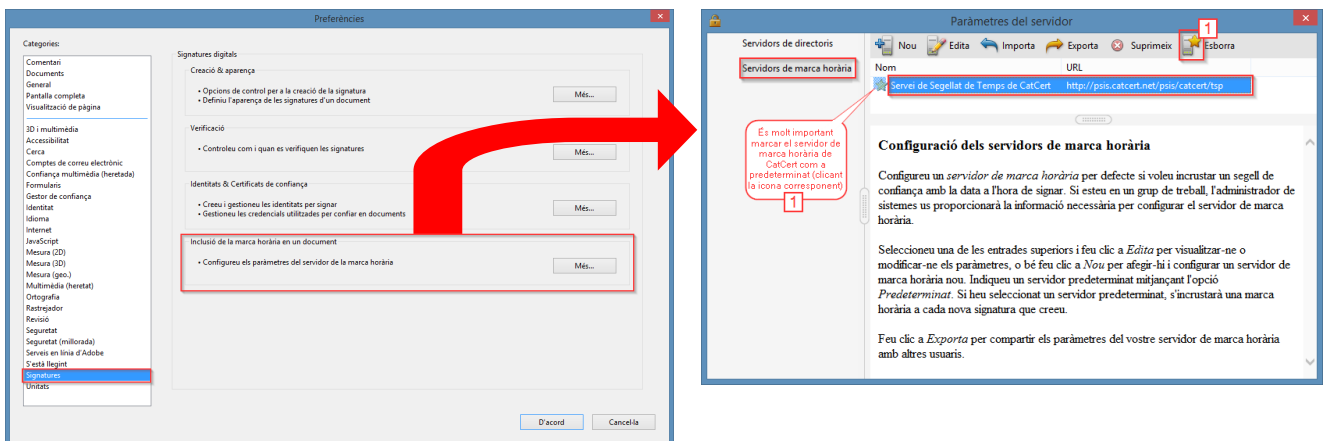 Preferències
Categories:
Comentari
Documents
General
Pantalla completa
Visualització de pàgina
3D i multimèdia
Accessibilitat
Cerca
Comptes de correu electrònic
Confiança multimèdia (heretada)
Formularis
Gestor de confiança
Identitat
Idioma
Internet
JavaScript
Mesura (2D)
Mesura (3D)
Mesura (geo.)
Multimèdia (heretat)
Ortografia
Rastrejador
Revisió
Seguretat
Seguretat (millorada)
Serveis en línia d'Adobe
S'està llegint
Signatures
Unitats
Signatures digitals
Creació & aparença
• Opcions de control per a la creació de la signatura
• Definiu l'aparença de les signatures d'un document
Més...
Verificació
• Controleu com i quan es verifiquen les signatures
Més...
Identitats & Certificats de confiança
• Creeu i gestioneu les identitats per signar
• Gestioneu les credencials utilitzades per confiar en documents
Més...
Inclusió de la marca horària en un document
• Configureu els paràmetres del servidor de la marca horària
Més...
D'acord Cancel·la
Paràmetres del servidor
1
Servidors de directoris
Servidors de marca horària
Nou Edita Importa Exporta Suprimeix Esborra
Nom URL
Servei de Segellat de Temps de CatCert http://psis.catcert.net/psis/catcert/tsp
És molt important
marcar el servidor de
marca horària de
CatCert com a
predeterminat (clicant
la icona corresponent)
1
Configuració dels servidors de marca horària
Configureu un servidor de marca horària per defecte si voleu incrustar un segell de
confiança amb la data a l'hora de signar. Si esteu en un grup de treball, l'administrador de
sistemes us proporcionarà la informació necessària per configurar el servidor de marca
horària.
Seleccioneu una de les entrades superiors i feu clic a Edita per visualitzar-ne o
modificar-ne els paràmetres, o bé feu clic a Nou per afegir-hi i configurar un servidor de
marca horària nou. Indiqueu un servidor predeterminat mitjançant l'opció
Predeterminat. Si heu seleccionat un servidor predeterminat, s'incrustarà una marca
horària a cada nova signatura que creeu.
Feu clic a Exporta per compartir els paràmetres del vostre servidor de marca horària
amb altres usuaris.